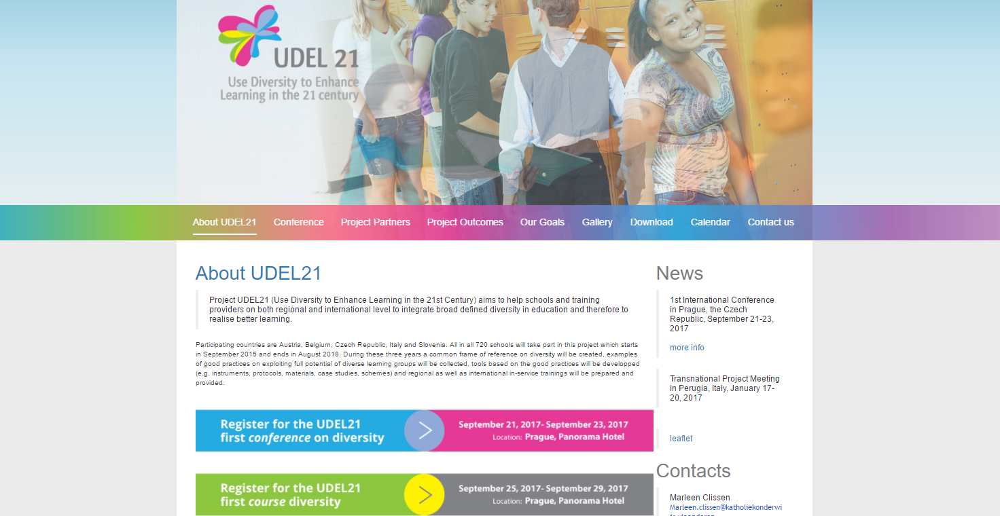 UDEL 21
Use Diversity to Enhance
Learning in the 21 century
About UDEL21 Conference Project Partners Project Outcomes Our Goals Gallery Download Calendar Contact us
About UDEL21
Project UDEL21 (Use Diversity to Enhance Learning in the 21st Century) aims to help schools and training
providers on both regional and international level to integrate broad defined diversity in education and therefore to
realise better learning.
Participating countries are Austria, Belgium, Czech Republic, Italy and Slovenia. All in all 720 schools will take part in this project which starts
in September 2015 and ends in August 2018. During these three years a common frame of reference on diversity will be created, examples
of good practices on exploiting full potential of diverse learning groups will be collected, tools based on the good practices will be developped
(e.g. instruments, protocols, materials, case studies, schemes) and regional as well as international in-service trainings will be prepared and
provided.
Register for the UDEL21
first conference on diversity
September 21, 2017- September 23, 2017
Location: Prague, Panorama Hotel
Register for the UDEL21
first course diversity
September 25, 2017- September 29, 2017
Location: Prague, Panorama Hotel
News
1st International Conference
in Prague, the Czech
Republic, September 21-23,
2017
more info
Transnational Project Meeting
in Perugia, Italy, January 17-
20, 2017
leaflet
Contacts
Marleen Clissen
Marleen.clissen@katholiekonderwi